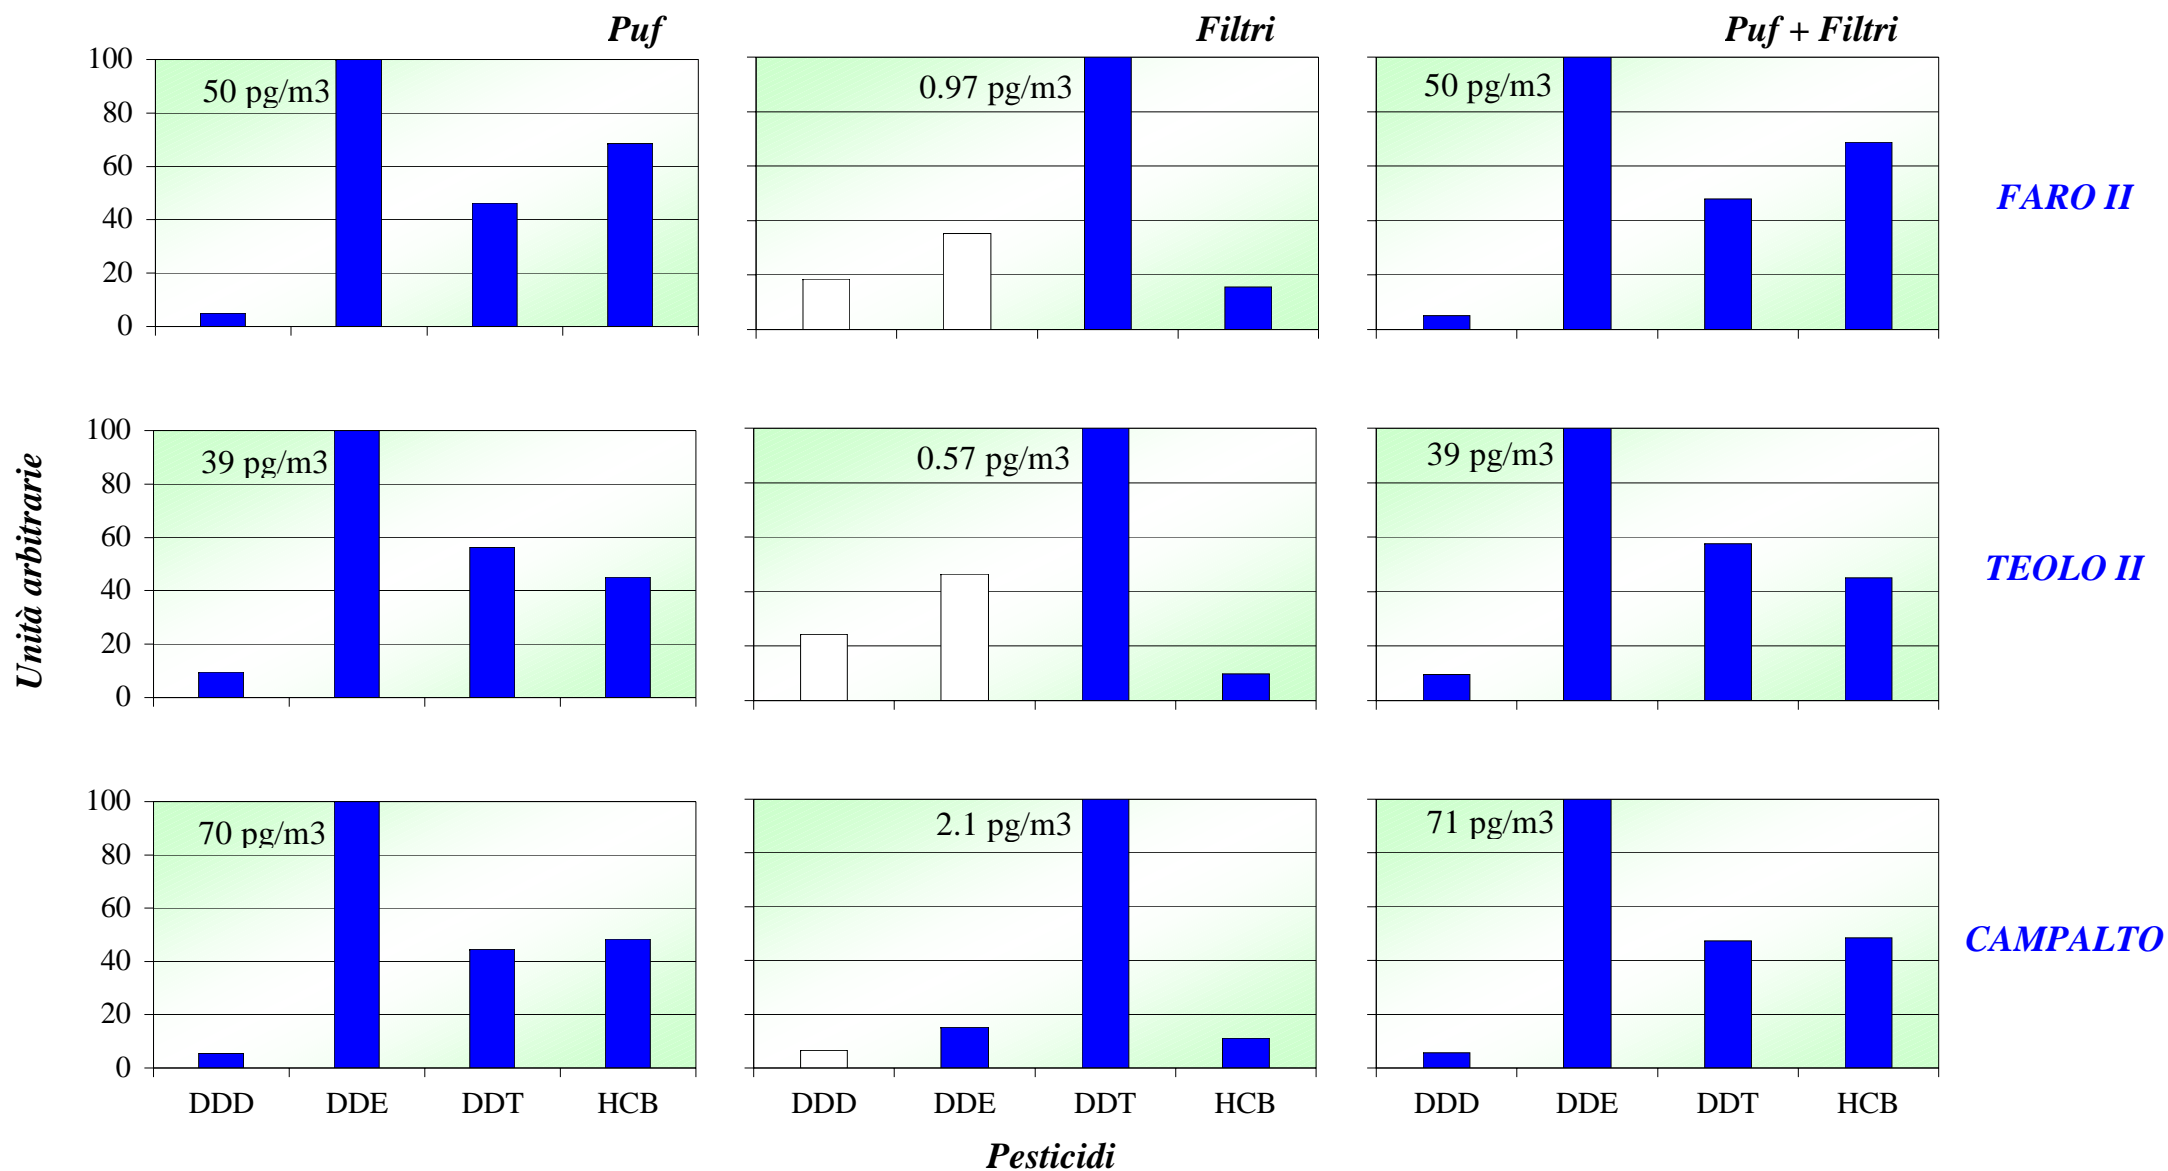 Puf
Filtri
Puf + Filtri
100
80
60
40
20
0
50 pg/m3
0.97 pg/m3
50 pg/m3
FARO II
Unità arbitrarie
100
80
60
40
20
0
39 pg/m3
0.57 pg/m3
39 pg/m3
TEOLO II
100
80
60
40
20
0
70 pg/m3
2.1 pg/m3
71 pg/m3
CAMPALTO
DDD DDE DDT HCB
DDD DDE DDT HCB
DDD DDE DDT HCB
Pesticidi